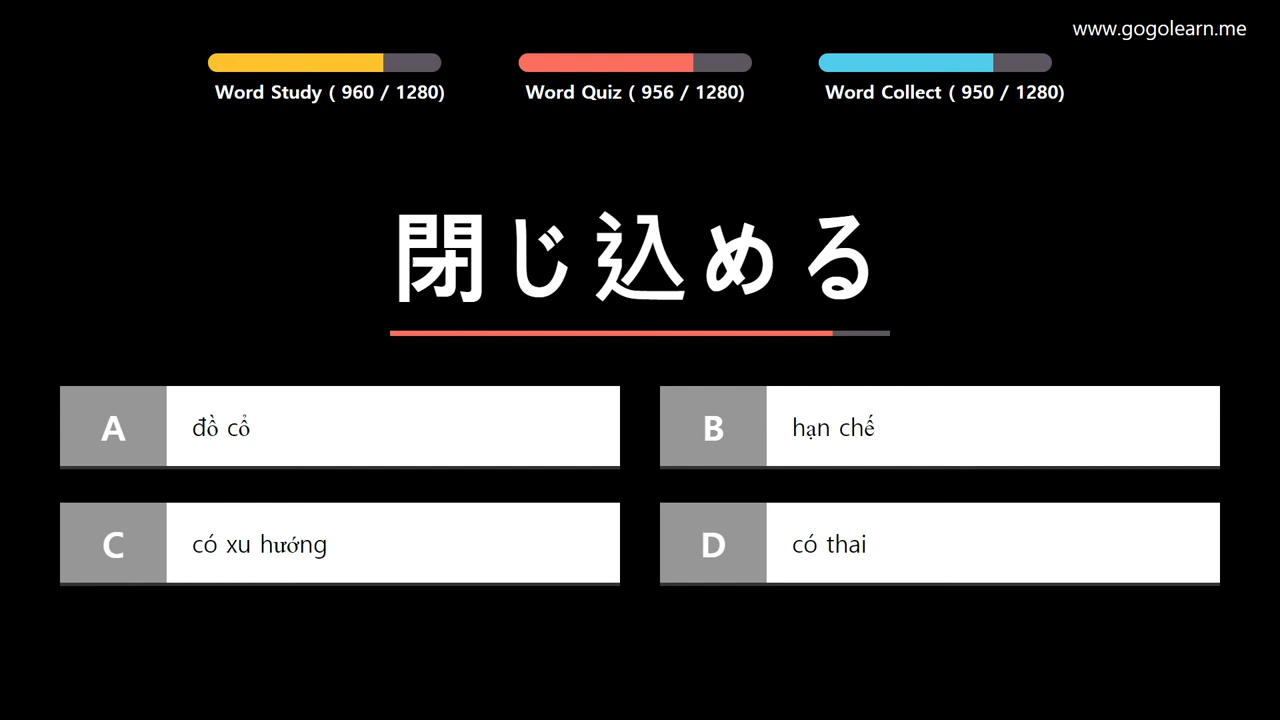 www.gogolearn.me
Word Study ( 960 / 1280)
Word Quiz ( 956 / 1280)
Word Collect ( 950 / 1280)
閉じ込める
A
đồ cổ
B
hạn chế
C
có xu hướng
D
có thai